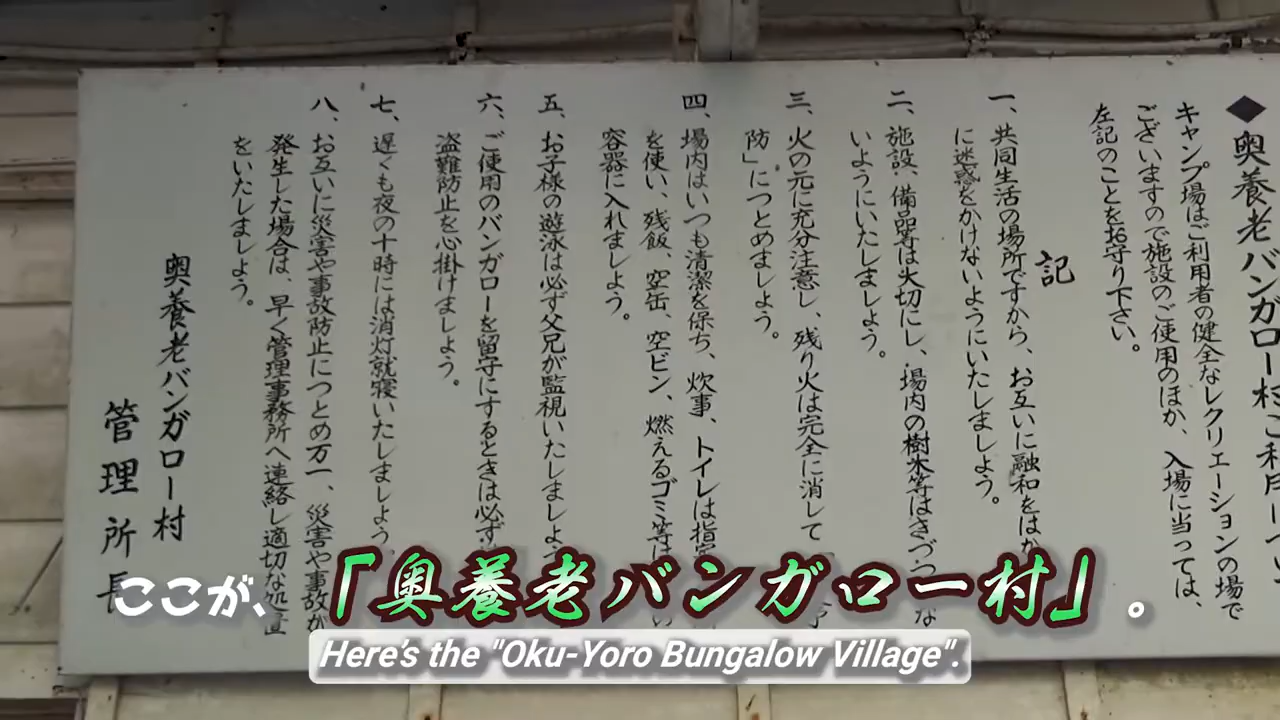 ◆奥養老バンガロー村ご利用について
キャンプ場はご利用者の健全なレクリエーションの場で
ございますので施設のご使用のほか、入場に当っては、
左記のことをお守り下さい。
記
一、共同生活の場所ですから、お互いに融和をはか
に迷惑をかけないようにいたしましよう。
二、施設、備品等は大切にし、場内の樹木等はきづつ な
いようにいたしましよう。
三、火の元に充分注意し、残り火は完全に消して「
防」につとめましよう。
四、場内はいつも清潔を保ち、炊事、トイレは指定
を使い、残飯、空缶、空ビン、燃えるゴミ等は
容器に入れましよう。
五、お子様の遊泳は必ず父兄が監視いたしましよう
六、ご使用のバンガローを留守にするときは必ず
盗難防止を心掛けましよう。
七、遅くも夜の十時には消灯就寝いたしましよう。
八、お互いに災害や事故防止につとめ万一、災害や事故が
発生した場合は、早く管理事務所へ連絡し適切な処置
をいたしましよう。
奥養老バンガロー村
管理所長
ここが、「奥養老バンガロー村」。
Here's the "Oku-Yoro Bungalow Village".